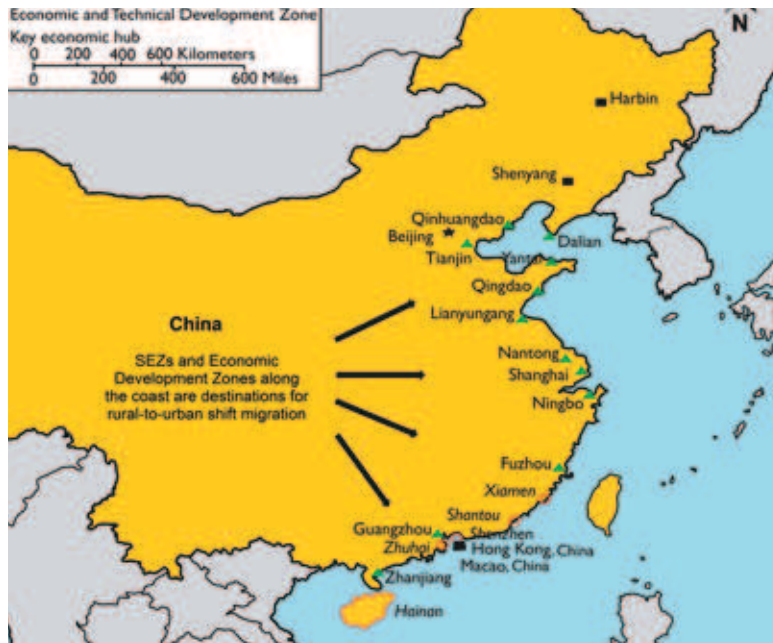 Economic and Technical Development Zone
Key economic hub
0 200 400 600 Kilometers
0 200 400 600 Miles
N
Harbin
Shenyang
Qinhuangdao
Beijing
Dalian
Tianjin
Yantai
Qingdao
Lianyungang
China
SEZs and Economic
Development Zones along
the coast are destinations for
rural-to-urban shift migration
Nantong
Shanghai
Ningbo
Fuzhou
Xiamen
Shantou
Guangzhou
Shenzhen
Zhuhai
Hong Kong, China
Macao, China
Zhanjiang
Hainan